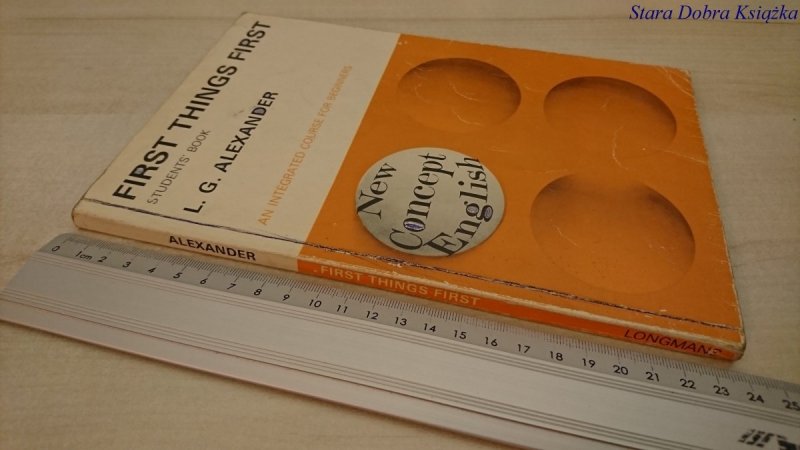 Stara Dobra Książka
FIRST THINGS FIRST
STUDENTS' BOOK
L. G. ALEXANDER
AN INTEGRATED COURSE FOR BEGINNERS
New
Concept
English
ALEXANDER
FIRST THINGS FIRST
LONGMANS
0 1cm 2 3 4 5 6 7 8 9 10 11 12 13 14 15 16 17 18 19 20 21 22 23 24 25